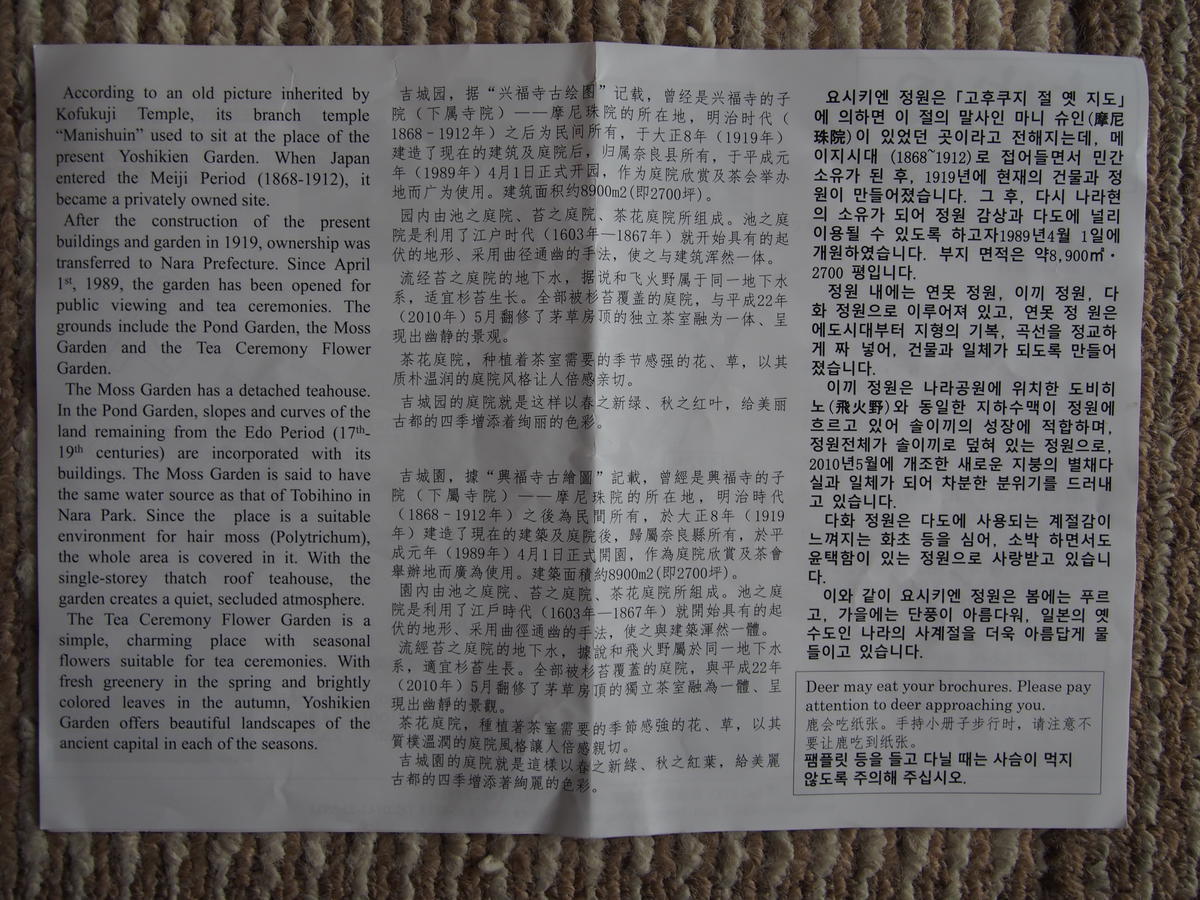 According to an old picture inherited by
Kofukuji Temple, its branch temple
“Manishuin” used to sit at the place of the
present Yoshikien Garden. When Japan
entered the Meiji Period (1868-1912), it
became a privately owned site.
After the construction of the present
buildings and garden in 1919, ownership was
transferred to Nara Prefecture. Since April
1st, 1989, the garden has been opened for
public viewing and tea ceremonies. The
grounds include the Pond Garden, the Moss
Garden and the Tea Ceremony Flower
Garden.
The Moss Garden has a detached teahouse.
In the Pond Garden, slopes and curves of the
land remaining from the Edo Period (17th-
19th centuries) are incorporated with its
buildings. The Moss Garden is said to have
the same water source as that of Tobihino in
Nara Park. Since the place is a suitable
environment for hair moss (Polytrichum),
the whole area is covered in it. With the
single-storey thatch roof teahouse, the
garden creates a quiet, secluded atmosphere.
The Tea Ceremony Flower Garden is a
simple, charming place with seasonal
flowers suitable for tea ceremonies. With
fresh greenery in the spring and brightly
colored leaves in the autumn, Yoshikien
Garden offers beautiful landscapes of the
ancient capital in each of the seasons.
吉城园，据“兴福寺古绘图”记载，曾经是兴福寺的子
院（下属寺院）——摩尼珠院的所在地，明治时代（
1868－1912年）之后为民间所有，于大正8年（1919年）
建造了现在的建筑及庭院后，归属奈良县所有，于平成元
年（1989年）4月1日正式开园，作为庭院欣赏及茶会举办
地而广为使用。建筑面积约8900m2(即2700坪)。
园内由池之庭院、苔之庭院、茶花庭院所组成。池之庭
院是利用了江户时代（1603年—1867年）就开始具有的起
伏的地形、采用曲径通幽的手法，使之与建筑浑然一体。
流经苔之庭院的地下水，据说和飞火野属于同一地下水
系，适宜杉苔生长。全部被杉苔覆盖的庭院，与平成22年
（2010年）5月翻修了茅草房顶的独立茶室融为一体、呈
现出幽静的景观。
茶花庭院，种植着茶室需要的季节感强的花、草，以其
质朴温润的庭院风格让人倍感亲切。
吉城园的庭院就是这样以春之新绿、秋之红叶，给美丽
古都的四季增添着绚丽的色彩。
吉城園，據“興福寺古繪圖”記載，曾經是興福寺的子
院（下屬寺院）——摩尼珠院的所在地，明治時代
（1868－1912年）之後為民間所有，於大正8年（1919
年）建造了現在的建築及庭院後，歸屬奈良縣所有，於平
成元年（1989年）4月1日正式開園，作為庭院欣賞及茶會
舉辦地而廣為使用。建築面積約8900m2(即2700坪)。
園內由池之庭院、苔之庭院、茶花庭院所組成。池之庭
院是利用了江戶時代（1603年—1867年）就開始具有的起
伏的地形、采用曲徑通幽的手法，使之與建築渾然一體。
流經苔之庭院的地下水，據說和飛火野屬於同一地下水
系，適宜杉苔生長。全部被杉苔覆蓋的庭院，與平成22年
（2010年）5月翻修了茅草房頂的獨立茶室融為一體、呈
現出幽靜的景觀。
茶花庭院，種植著茶室需要的季節感強的花、草，以其
質樸溫潤的庭院風格讓人倍感親切。
吉城園的庭院就是這樣以春之新綠、秋之紅葉，給美麗
古都的四季增添著絢麗的色彩。
요시키엔 정원은「고후쿠지 절 옛 지도」
에 의하면 이 절의 말사인 마니 슈인(摩尼
珠院)이 있었던 곳이라고 전해지는데, 메
이지시대 (1868~1912)로 접어들면서 민간
소유가 된 후, 1919년에 현재의 건물과 정
원이 만들어졌습니다. 그 후, 다시 나라현
의 소유가 되어 정원 감상과 다도에 널리
이용될 수 있도록 하고자1989년4월 1일에
개원하였습니다. 부지 면적은 약8,900㎡・
2700 평입니다.
정원 내에는 연못 정원, 이끼 정원, 다
화 정원으로 이루어져 있고, 연못 정 원은
에도시대부터 지형의 기복, 곡선을 정교하
게 짜 넣어, 건물과 일체가 되도록 만들어
졌습니다.
이끼 정원은 나라공원에 위치한 도비히
노(飛火野)와 동일한 지하수맥이 정원에
흐르고 있어 솔이끼의 성장에 적합하며,
정원전체가 솔이끼로 덮혀 있는 정원으로,
2010년5월에 개조한 새로운 지붕의 별채다
실과 일체가 되어 차분한 분위기를 드러내
고 있습니다.
다화 정원은 다도에 사용되는 계절감이
느껴지는 화초 등을 심어, 소박 하면서도
윤택함이 있는 정원으로 사랑받고 있습니
다.
이와 같이 요시키엔 정원은 봄에는 푸르
고, 가을에는 단풍이 아름다워, 일본의 옛
수도인 나라의 사계절을 더욱 아름답게 물
들이고 있습니다.
Deer may eat your brochures. Please pay
attention to deer approaching you.
鹿会吃纸张。手持小册子步行时，请注意不
要让鹿吃到纸张。
팸플릿 등을 들고 다닐 때는 사슴이 먹지
않도록 주의해 주십시오.